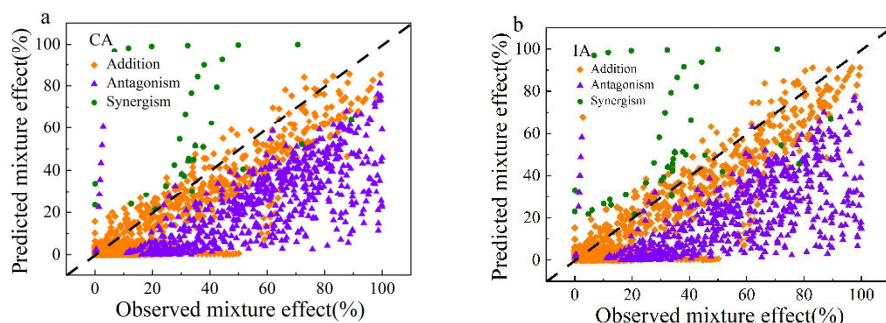 a
CA
Addition
Antagonism
Synergism
Predicted mixture effect(%)
100
80
60
40
20
0
0 20 40 60 80 100
Observed mixture effect(%)
b
IA
Addition
Antagonism
Synergism
Predicted mixture effect(%)
100
80
60
40
20
0
0 20 40 60 80 100
Observed mixture effect(%)